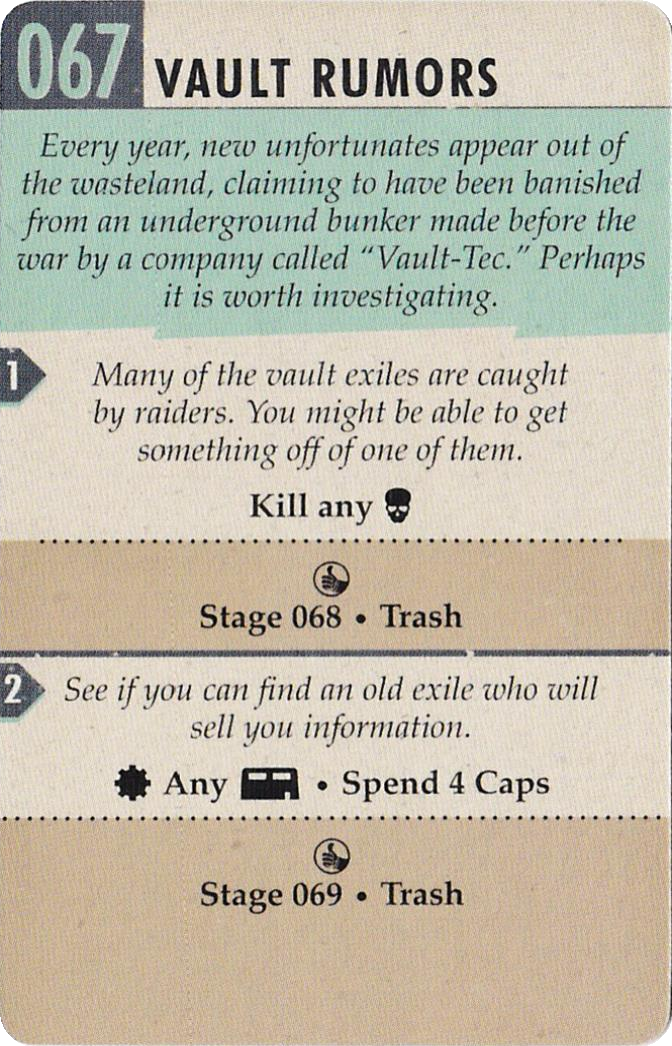 067 VAULT RUMORS
Every year, new unfortunates appear out of
the wasteland, claiming to have been banished
from an underground bunker made before the
war by a company called “Vault-Tec.” Perhaps
it is worth investigating.
1
Many of the vault exiles are caught
by raiders. You might be able to get
something off of one of them.
Kill any
Stage 068 • Trash
2
See if you can find an old exile who will
sell you information.
Any • Spend 4 Caps
Stage 069 • Trash